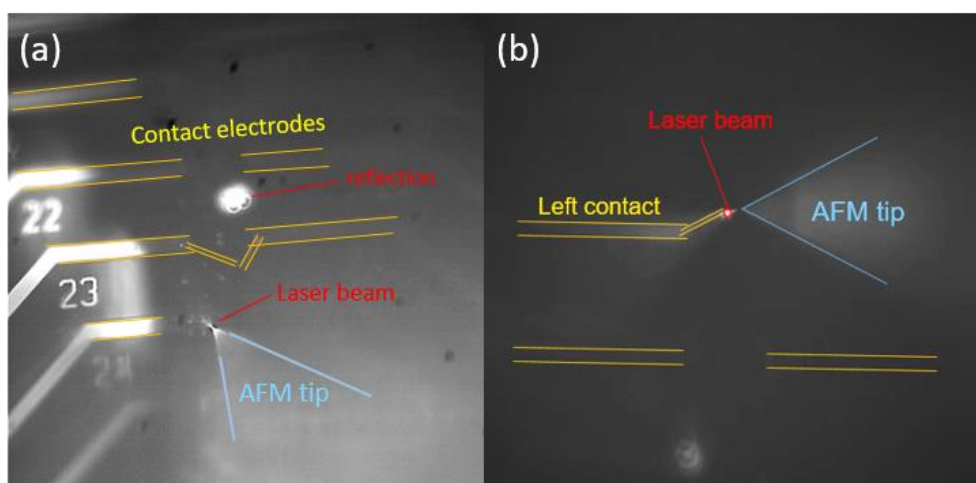 (a)
Contact electrodes
22
reflection
23
Laser beam
AFM tip
(b)
Laser beam
Left contact
AFM tip